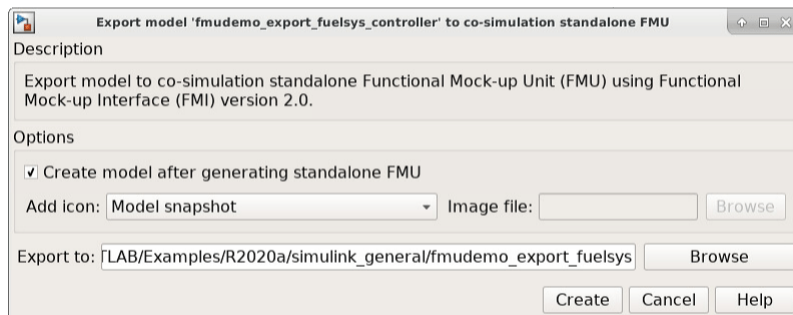 Export model 'fmudemo_export_fuelsys_controller' to co-simulation standalone FMU
Description
Export model to co-simulation standalone Functional Mock-up Unit (FMU) using Functional
Mock-up Interface (FMI) version 2.0.
Options
Create model after generating standalone FMU
Add icon: Model snapshot Image file: Browse
Export to: TLAB/Examples/R2020a/simulink_general/fmudemo_export_fuelsys Browse
Create Cancel Help